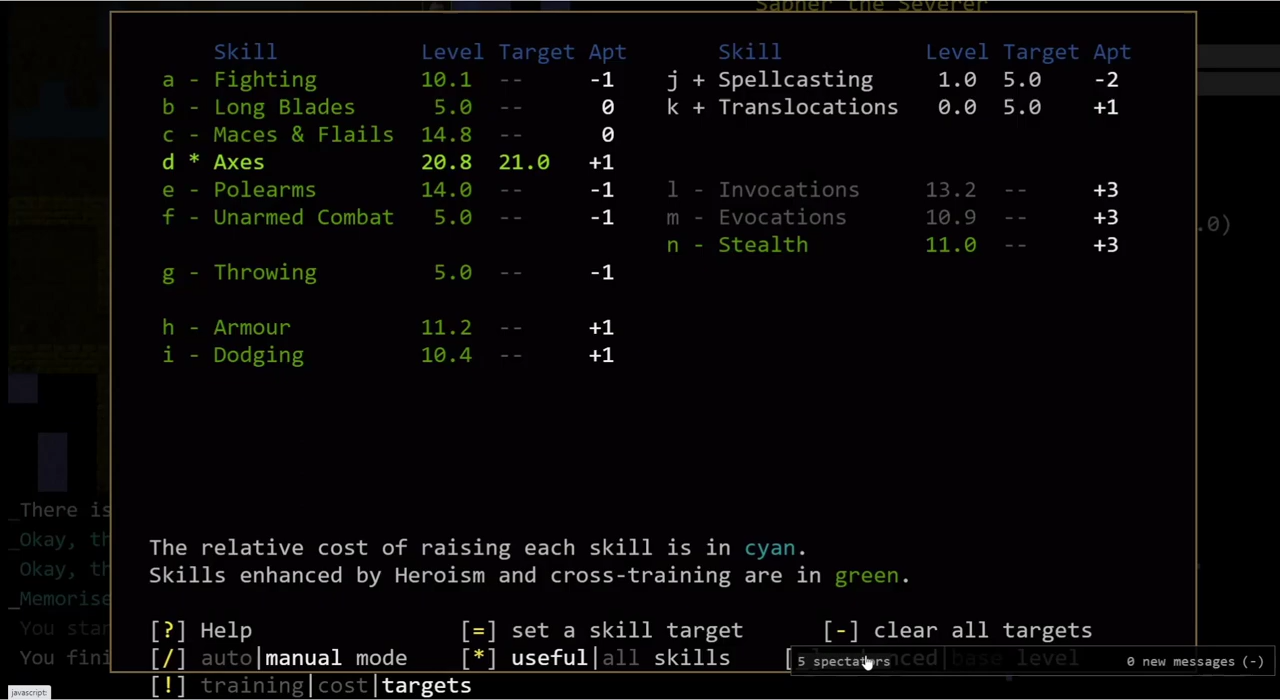 Sabner the Severer
Skill Level Target Apt Skill Level Target Apt
a - Fighting 10.1 -- -1 j + Spellcasting 1.0 5.0 -2
b - Long Blades 5.0 -- 0 k + Translocations 0.0 5.0 +1
c - Maces & Flails 14.8 -- 0
d * Axes 20.8 21.0 +1
e - Polearms 14.0 -- -1 l - Invocations 13.2 -- +3
f - Unarmed Combat 5.0 -- -1 m - Evocations 10.9 -- +3
.0)
n - Stealth 11.0 -- +3
g - Throwing 5.0 -- -1
h - Armour 11.2 -- +1
i - Dodging 10.4 -- +1
_There is
_Okay, th
Okay, th
_Memorise
You star
You fini
The relative cost of raising each skill is in cyan.
Skills enhanced by Heroism and cross-training are in green.
[?] Help [=] set a skill target [-] clear all targets
[/] auto|manual mode [*] useful|all skills [ base level
[!] training|cost|targets
5 spectators 0 new messages (-)
javascript: